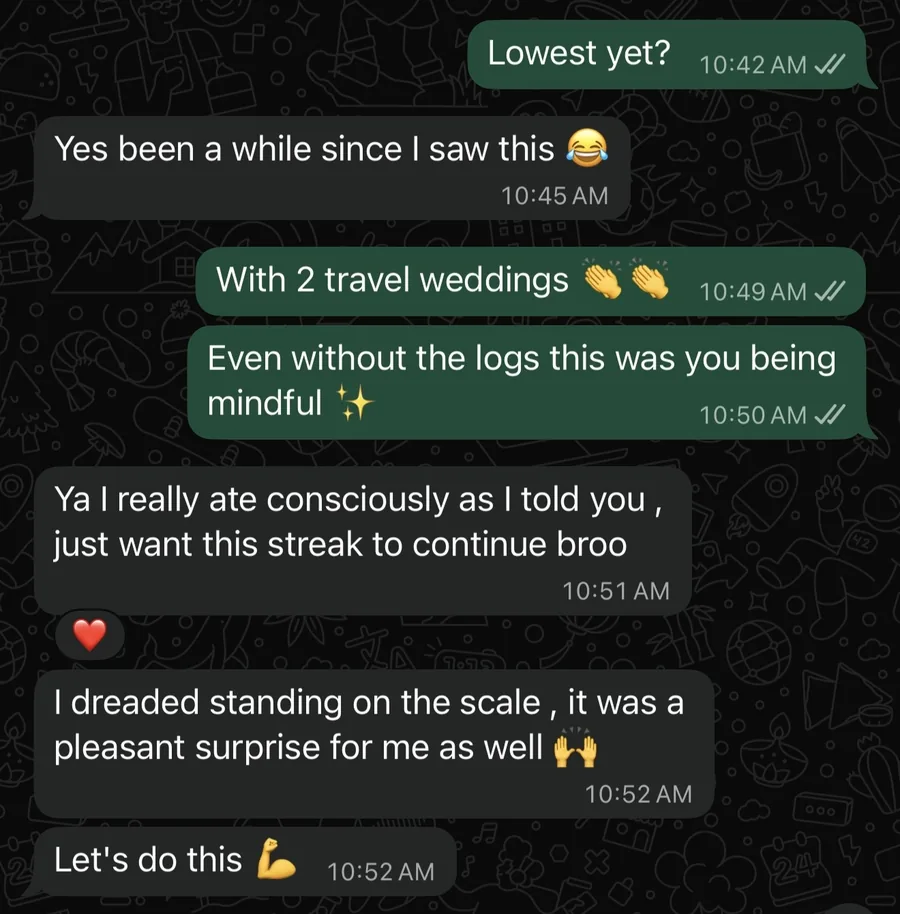 Lowest yet? 10:42 AM
Yes been a while since I saw this 😂
10:45 AM
With 2 travel weddings 👏👏 10:49 AM
Even without the logs this was you being
mindful ✨ 10:50 AM
Ya I really ate consciously as I told you ,
just want this streak to continue broo
10:51 AM
❤️
I dreaded standing on the scale , it was a
pleasant surprise for me as well 🙌
10:52 AM
Let's do this 💪 10:52 AM